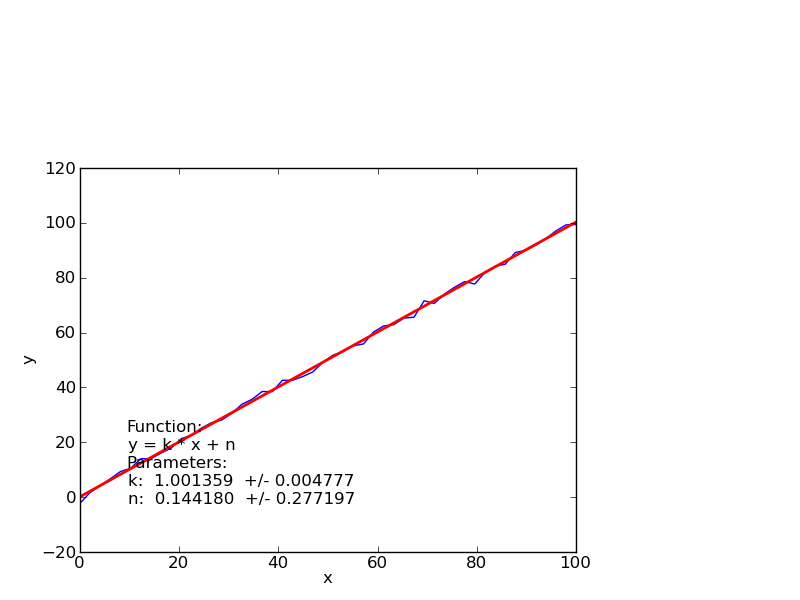 120
100
80
60
40
20
0
−20
y
Function:
y = k * x + n
Parameters:
k:  1.001359  +/- 0.004777
n:  0.144180  +/- 0.277197
0 20 40 60 80 100
x